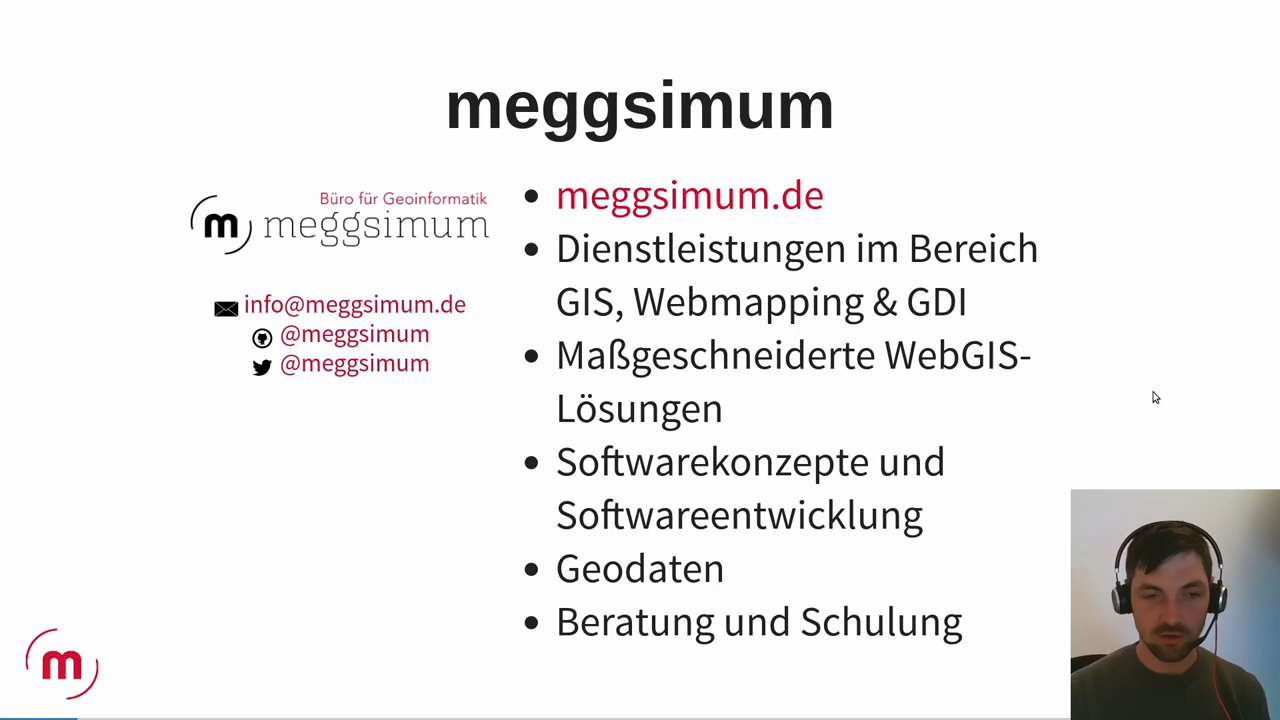 meggsimum
Büro für Geoinformatik
m meggsimum
info@meggsimum.de
@meggsimum
@meggsimum
• meggsimum.de
• Dienstleistungen im Bereich
GIS, Webmapping & GDI
• Maßgeschneiderte WebGIS-
Lösungen
• Softwarekonzepte und
Softwareentwicklung
• Geodaten
• Beratung und Schulung
m